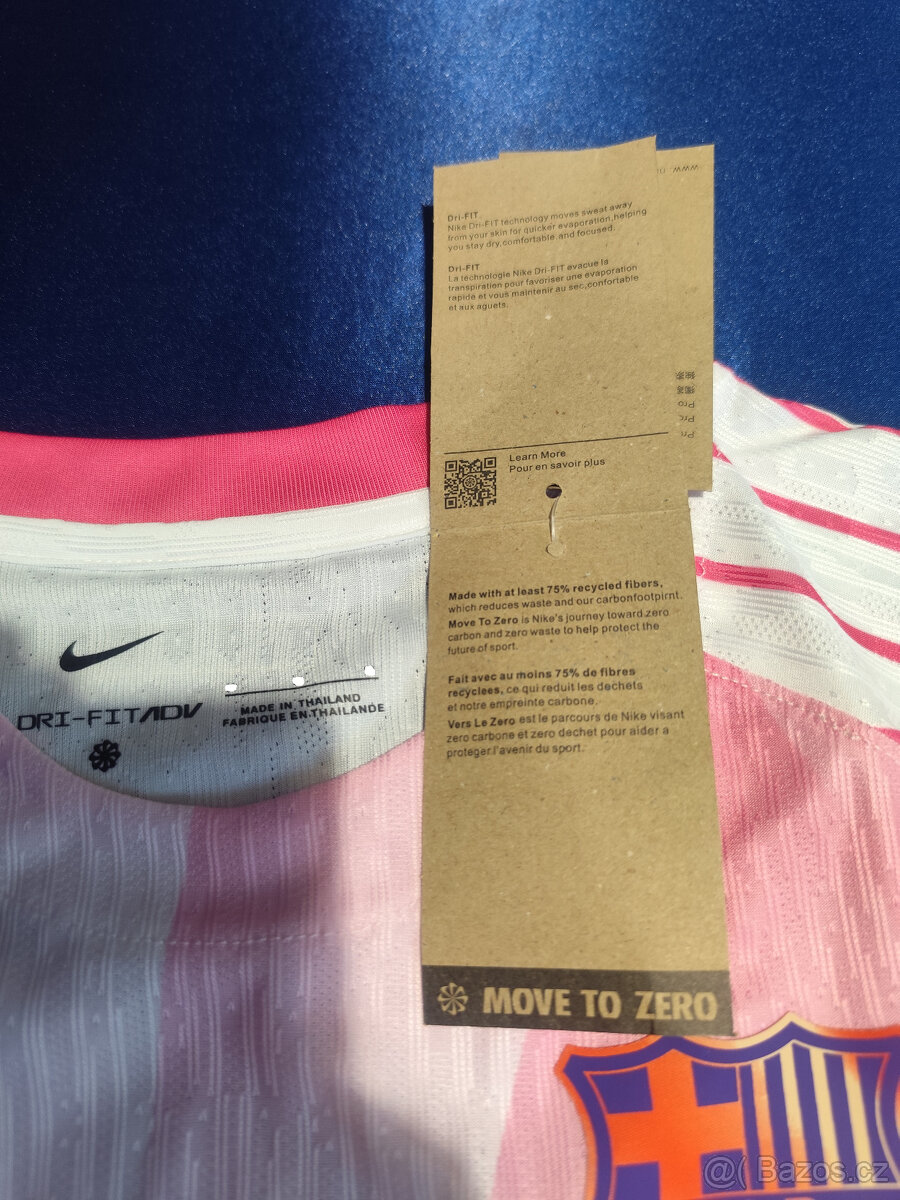 www.
Dri-FIT
Nike Dri-FIT technology moves sweat away
from your skin for quicker evaporation,helping
you stay dry,comfortable and focused.
Dri-FIT
La technologie Nike Dri-FIT evacue la
transpiration pour favoriser une evaporation
rapide et vous maintenir au sec,confortable
et aux aguets.
Learn More
Pour en savoir plus
Made with at least 75% recycled fibers,
which reduces waste and our carbonfootpirnt.
Move To Zero is Nike's journey toward zero
carbon and zero waste to help protect the
future of sport.
Fait avec au moins 75% de fibres
recyclees, ce qui reduit les dechets
et notre empreinte carbone.
Vers Le Zero est le parcours de Nike visant
zero carbone et zero dechet pour aider a
proteger l'avenir du sport.
MOVE TO ZERO
DRI-FIT ADV
MADE IN THAILAND
FABRIQUE EN THAILANDE
@( Bazos.cz